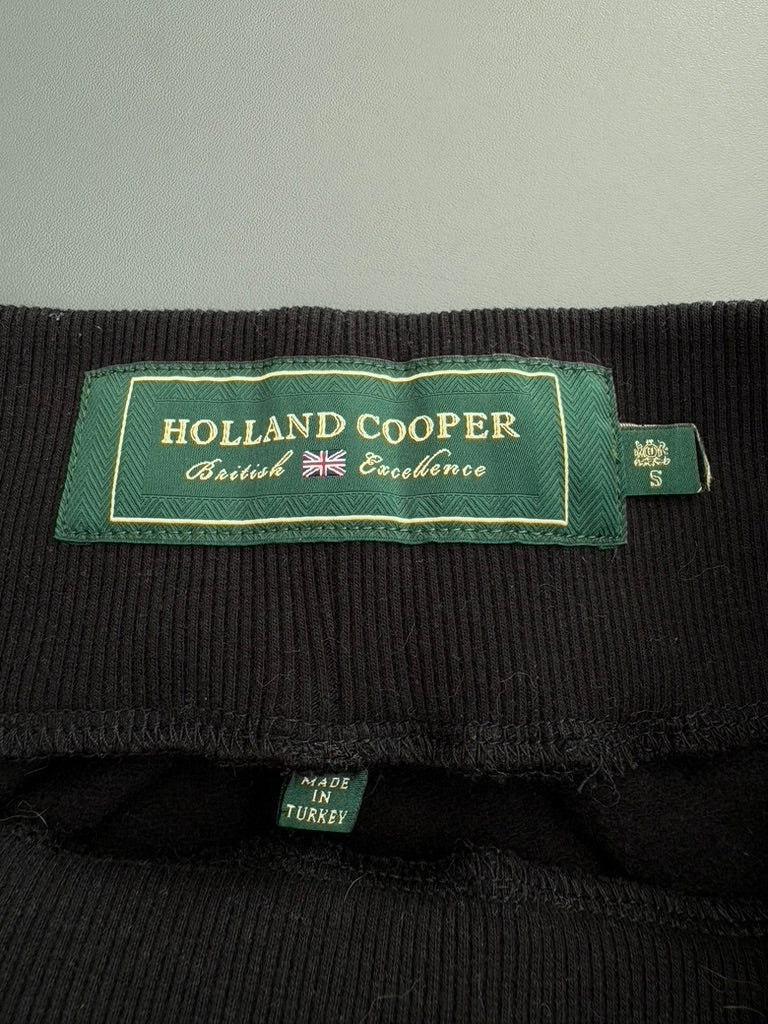 HOLLAND COOPER
British Excellence
S
MADE
IN
TURKEY